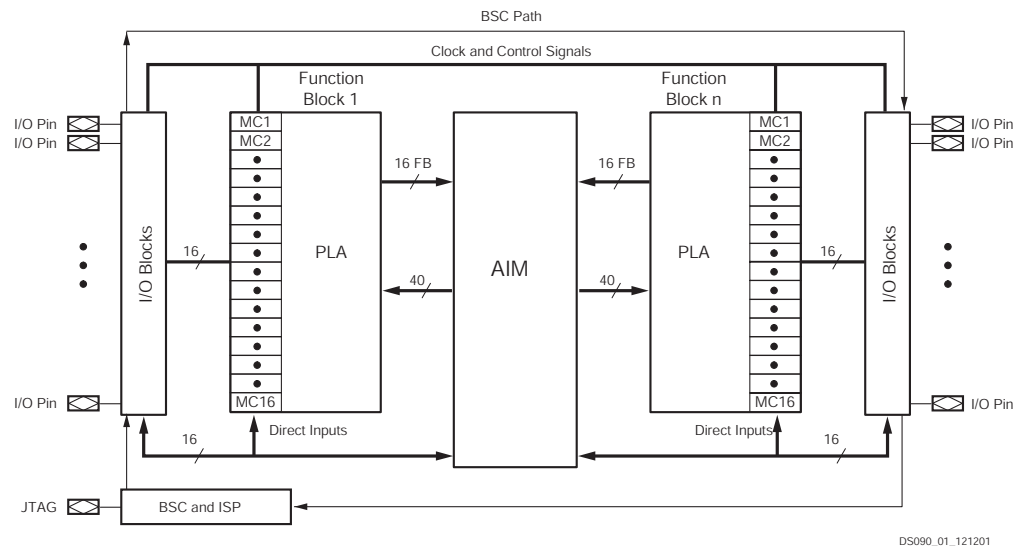 BSC Path
Clock and Control Signals
Function
Block 1
Function
Block n
I/O Pin
I/O Pin
I/O Pin
I/O Blocks
16
MC1
MC2
MC16
PLA
16 FB
40
AIM
16 FB
40
PLA
MC1
MC2
MC16
16
I/O Blocks
I/O Pin
I/O Pin
I/O Pin
Direct Inputs
16
Direct Inputs
16
JTAG
BSC and ISP
DS090_01_121201